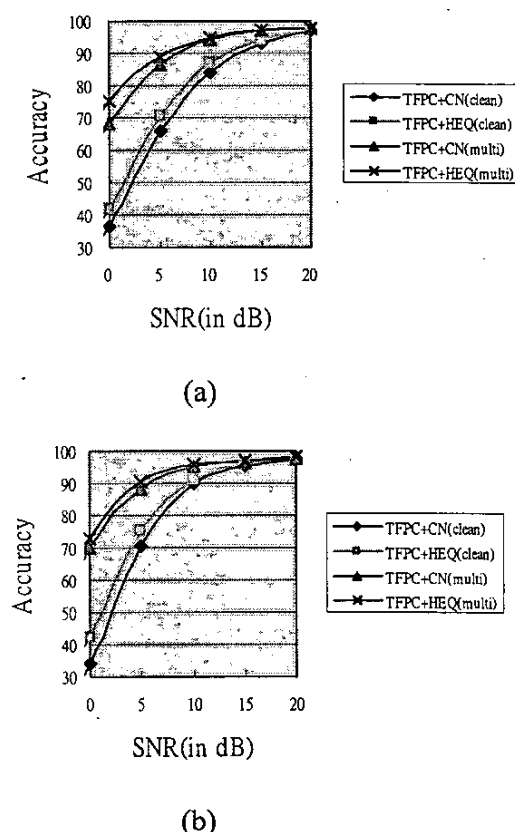 100
90
80
70
60
50
40
30
Accuracy
0 5 10 15 20
SNR(in dB)
TFPC+CN(clean)
TFPC+HEQ(clean)
TFPC+CN(multi)
TFPC+HEQ(multi)
(a)
100
90
80
70
60
50
40
30
Accuracy
0 5 10 15 20
SNR(in dB)
TFPC+CN(clean)
TFPC+HEQ(clean)
TFPC+CN(multi)
TFPC+HEQ(multi)
(b)